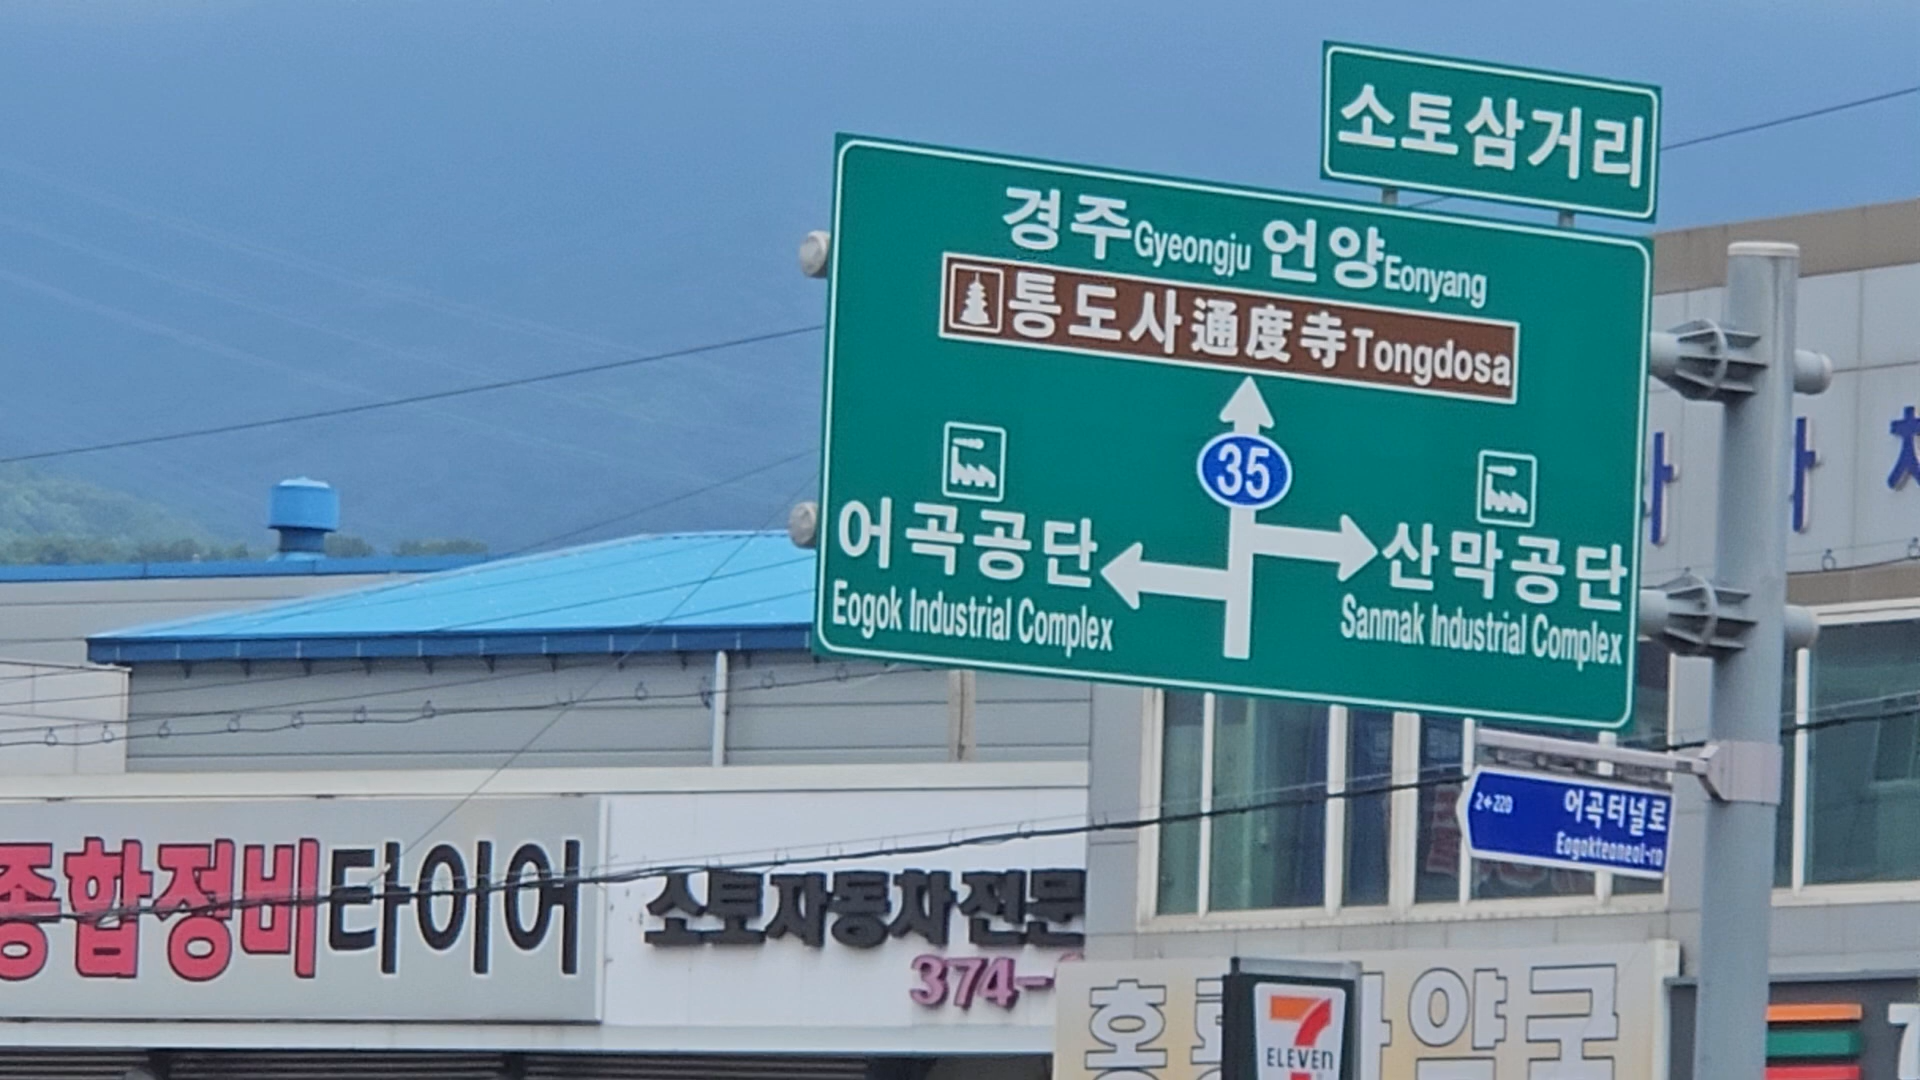 소토삼거리
경주 Gyeongju 언양 Eonyang
통도사 通度寺 Tongdosa
35
어곡공단
Eogok Industrial Complex
산막공단
Sanmak Industrial Complex
2↔220 어곡터널로
Eogokteoneol-ro
종합정비타이어
소토자동차전문
374-
약국
7
ELEVEN